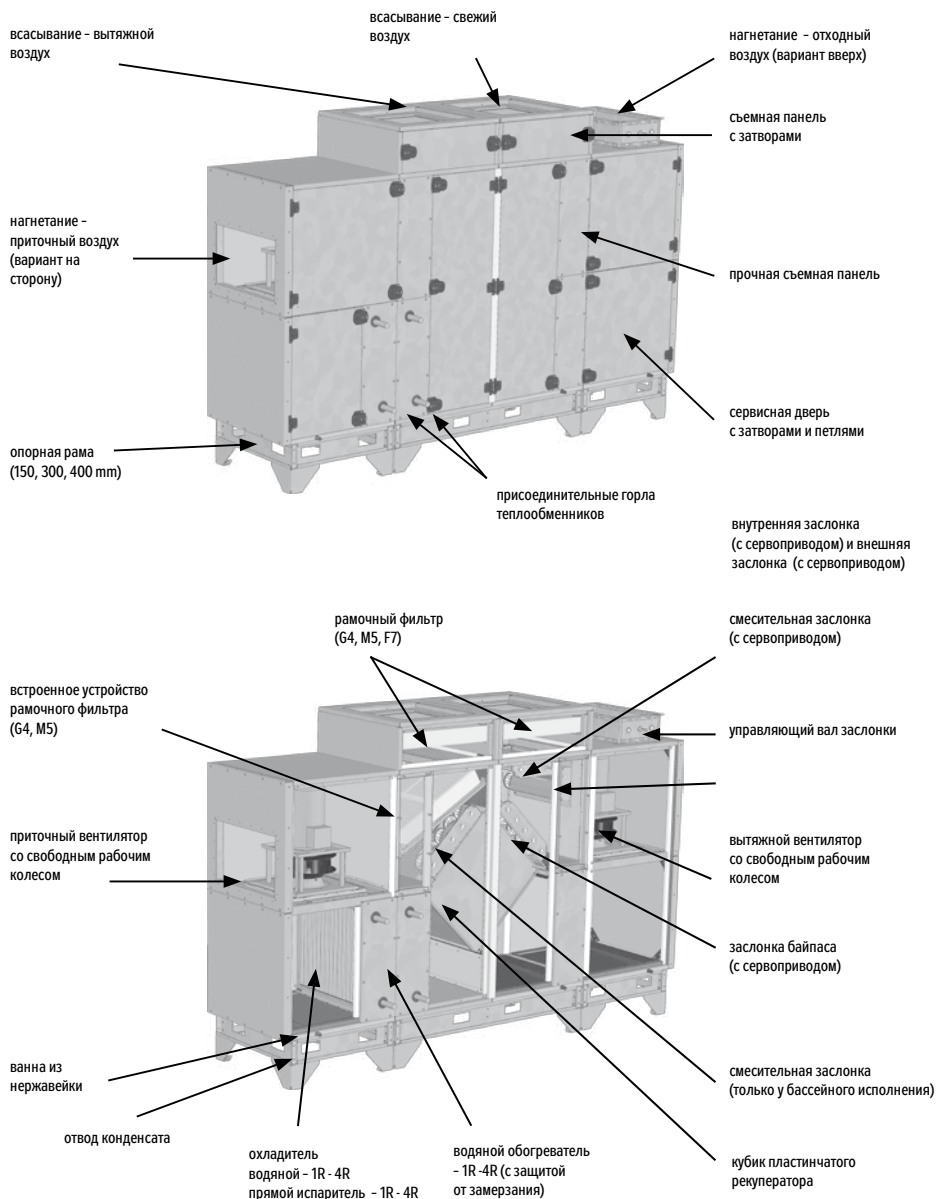 всасывание – вытяжной
воздух
всасывание – свежий
воздух
нагнетание – отходный
воздух (вариант вверх)
съемная панель
с затворами
нагнетание –
приточный воздух
(вариант на
сторону)
прочная съемная панель
сервисная дверь
с затворами и петлями
опорная рама
(150, 300, 400 mm)
присоединительные горла
теплообменников
внутренняя заслонка
(с сервоприводом) и внешняя
заслонка (с сервоприводом)
рамочный фильтр
(G4, M5, F7)
смесительная заслонка
(с сервоприводом)
встроенное устройство
рамочного фильтра
(G4, M5)
управляющий вал заслонки
приточный вентилятор
со свободным рабочим
колесом
вытяжной вентилятор
со свободным рабочим
колесом
заслонка байпаса
(с сервоприводом)
ванна из
нержавейки
смесительная заслонка
(только у бассейного исполнения)
отвод конденсата
охладитель
водяной – 1R - 4R
прямой испаритель – 1R - 4R
водяной обогреватель
– 1R -4R (с защитой
от замерзания)
кубик пластинчатого
рекуператора